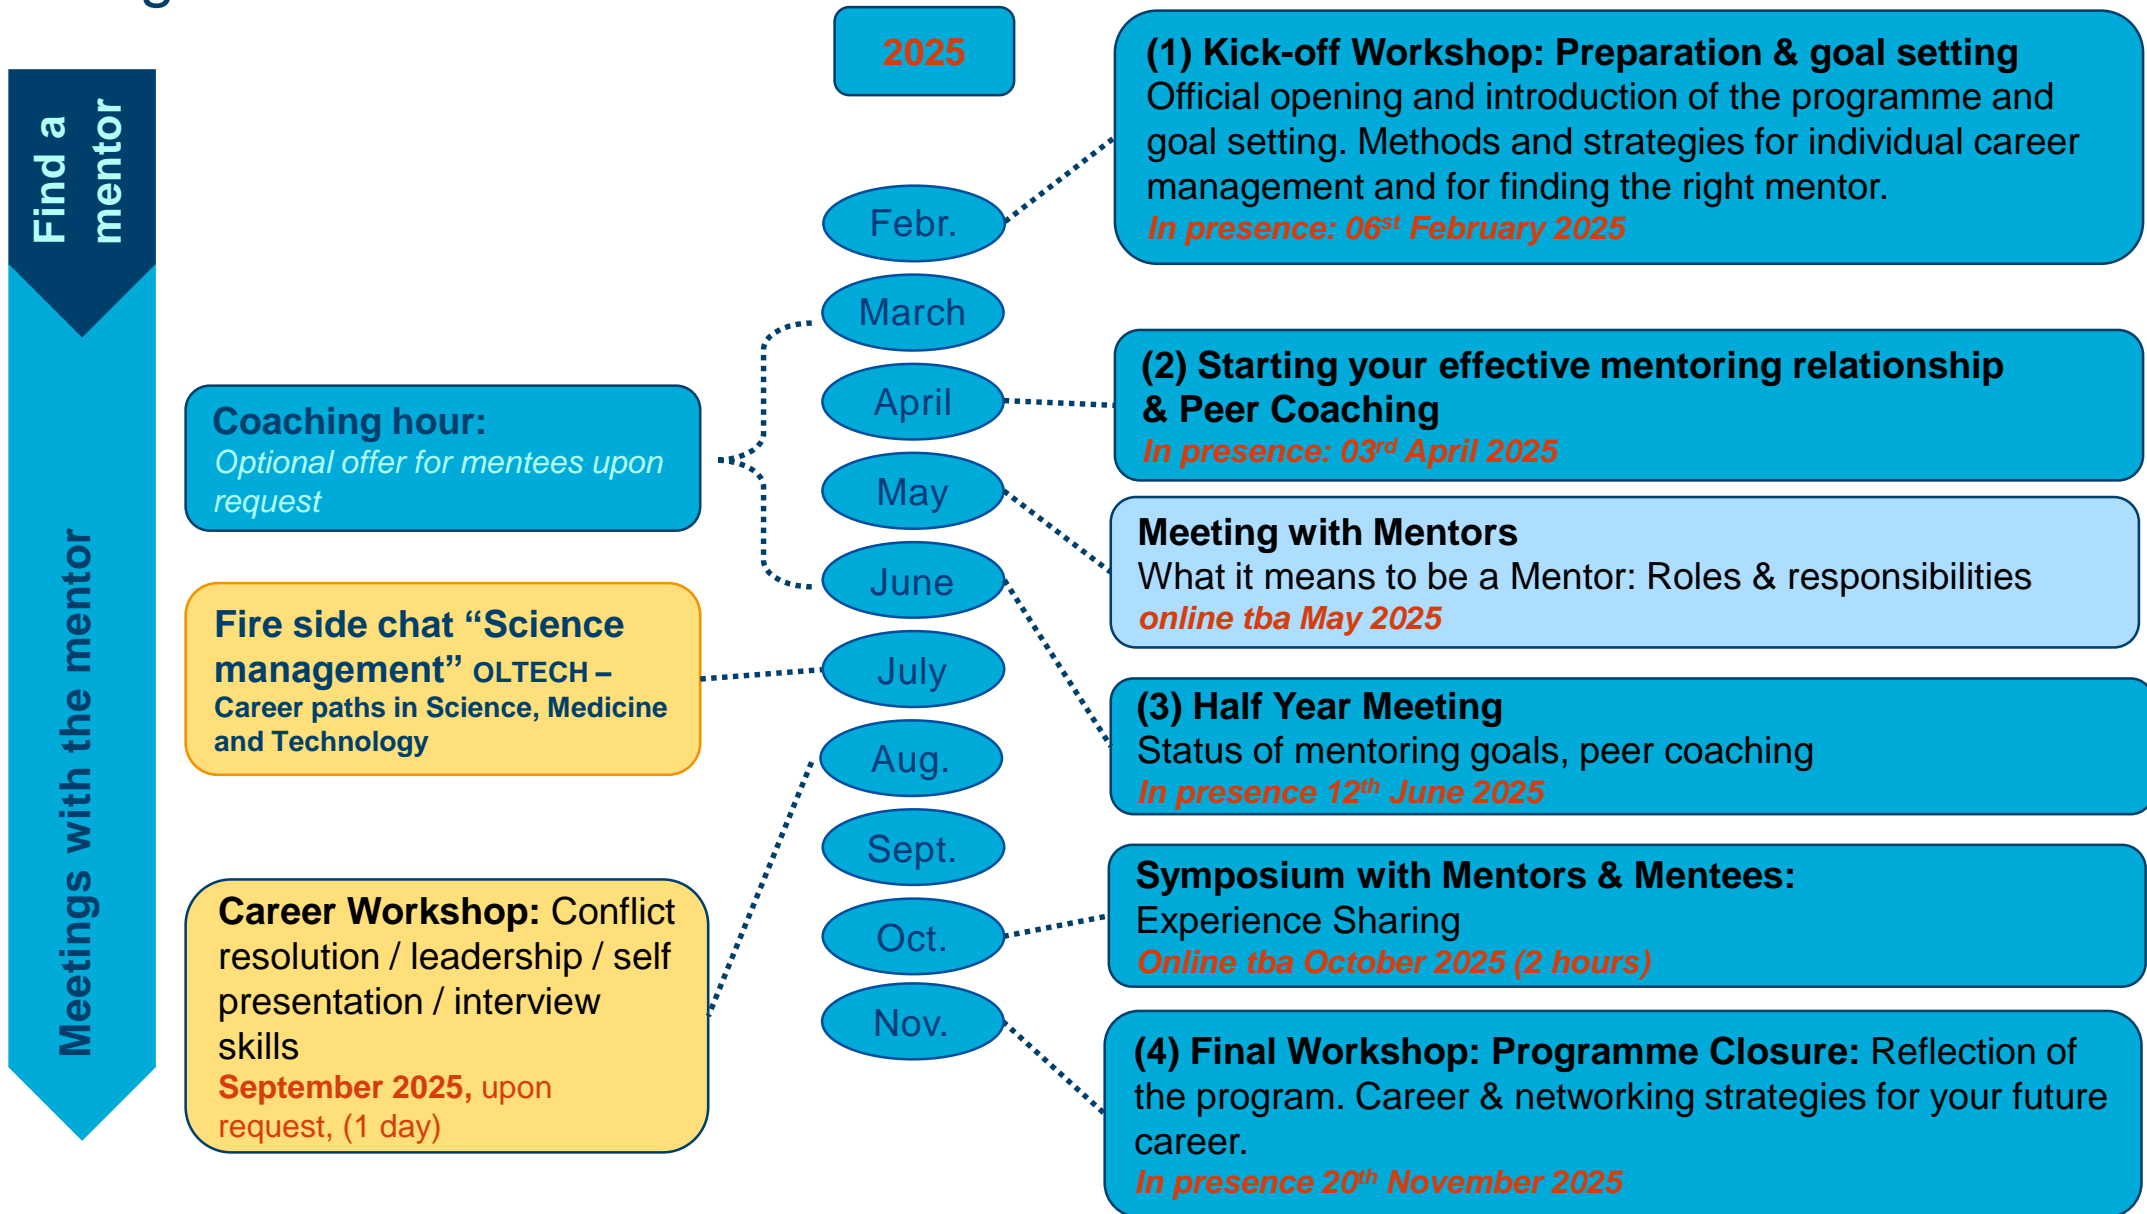 2025
Find a
mentor
Meetings with the mentor
Febr.
March
April
May
June
July
Aug.
Sept.
Oct.
Nov.
Coaching hour:
Optional offer for mentees upon
request
Fire side chat “Science
management” OLTECH –
Career paths in Science, Medicine
and Technology
Career Workshop: Conflict
resolution / leadership / self
presentation / interview
skills
September 2025, upon
request, (1 day)
(1) Kick-off Workshop: Preparation & goal setting
Official opening and introduction of the programme and
goal setting. Methods and strategies for individual career
management and for finding the right mentor.
In presence: 06st February 2025
(2) Starting your effective mentoring relationship
& Peer Coaching
In presence: 03rd April 2025
Meeting with Mentors
What it means to be a Mentor: Roles & responsibilities
online tba May 2025
(3) Half Year Meeting
Status of mentoring goals, peer coaching
In presence 12th June 2025
Symposium with Mentors & Mentees:
Experience Sharing
Online tba October 2025 (2 hours)
(4) Final Workshop: Programme Closure: Reflection of
the program. Career & networking strategies for your future
career.
In presence 20th November 2025